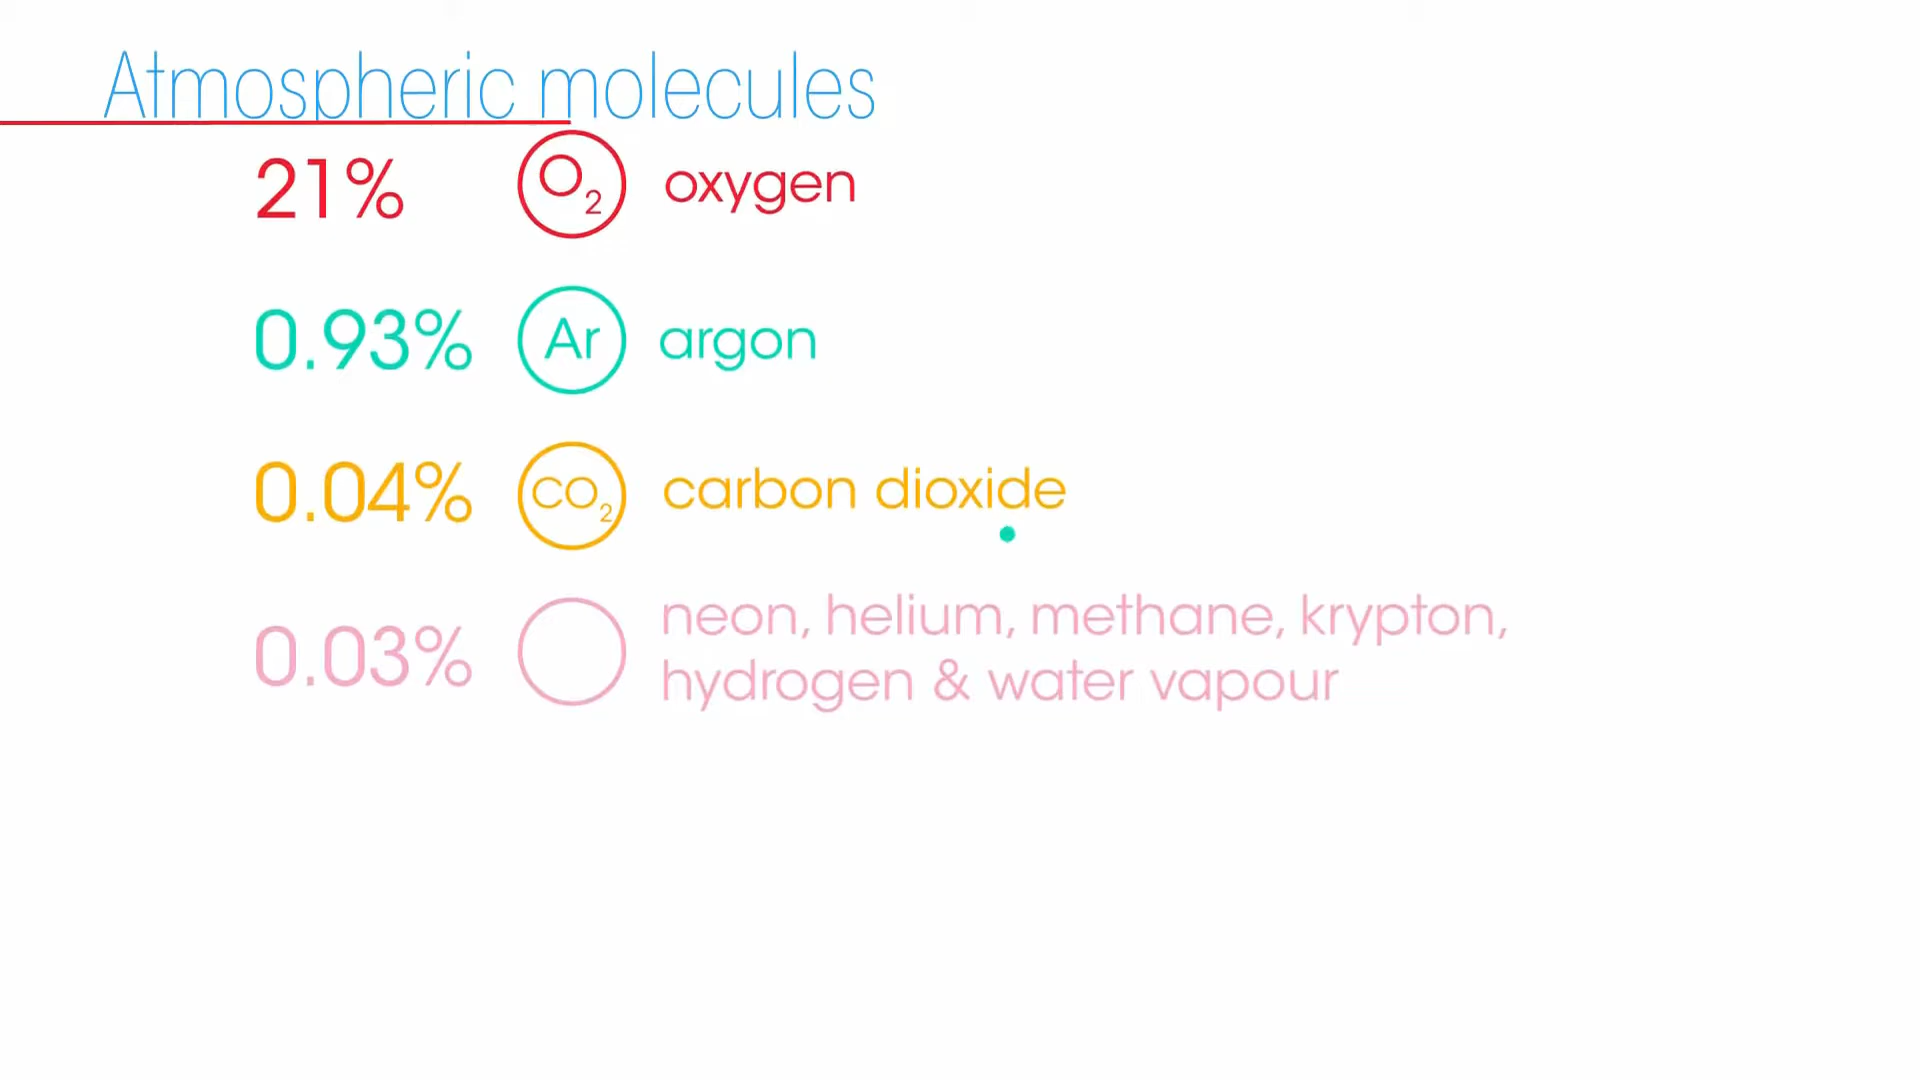 Atmospheric molecules
21% O₂ oxygen
0.93% Ar argon
0.04% CO₂ carbon dioxide
0.03% neon, helium, methane, krypton,
hydrogen & water vapour